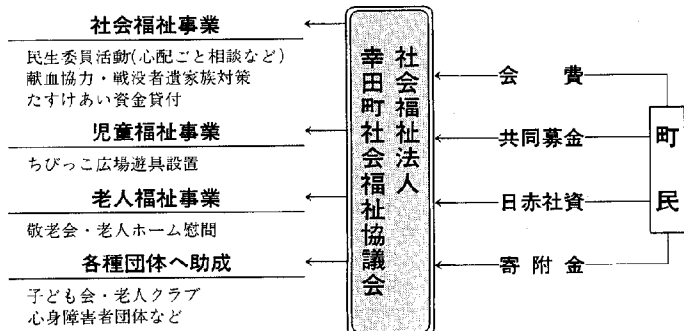 社会福祉事業
民生委員活動(心配ごと相談など)
献血協力・戦没者遺家族対策
たすけあい資金貸付
児童福祉事業
ちびっこ広場遊具設置
老人福祉事業
敬老会・老人ホーム慰問
各種団体へ助成
子ども会・老人クラブ
心身障害者団体など
社会福祉法人
幸田町社会福祉協議会
会費
共同募金
日赤社資
寄附金
町民